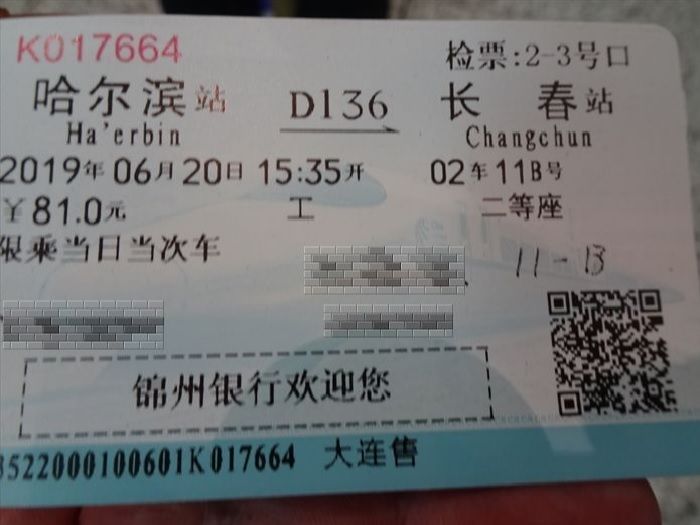 K017664 检票:2-3号口
哈尔滨站 D136 长春站
Ha'erbin Changchun
2019年06月20日 15:35开 02车11B号
¥81.0元 工 二等座
限乘当日当次车
11-B
锦州银行欢迎您
3522000100601K017664 大连售